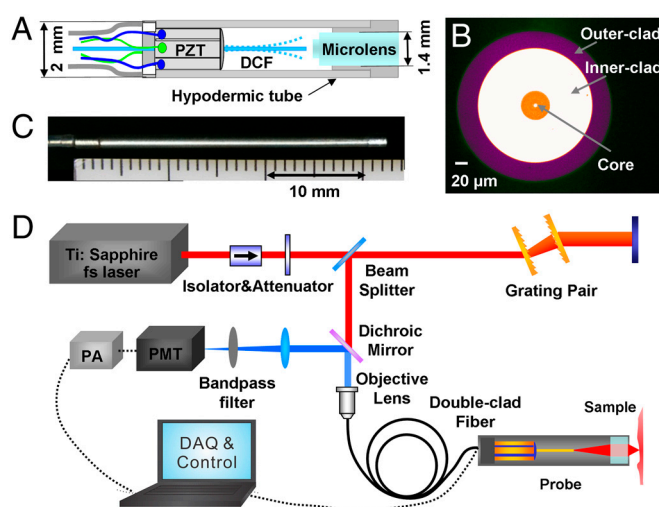 A
2 mm
PZT
DCF
Microlens
1.4 mm
Hypodermic tube
B
Outer-clad
Inner-clad
Core
20 µm
C
10 mm
D
Ti: Sapphire
fs laser
Isolator&Attenuator
Beam
Splitter
Grating Pair
PA
PMT
Bandpass
filter
Dichroic
Mirror
Objective
Lens
Double-clad
Fiber
Sample
DAQ &
Control
Probe